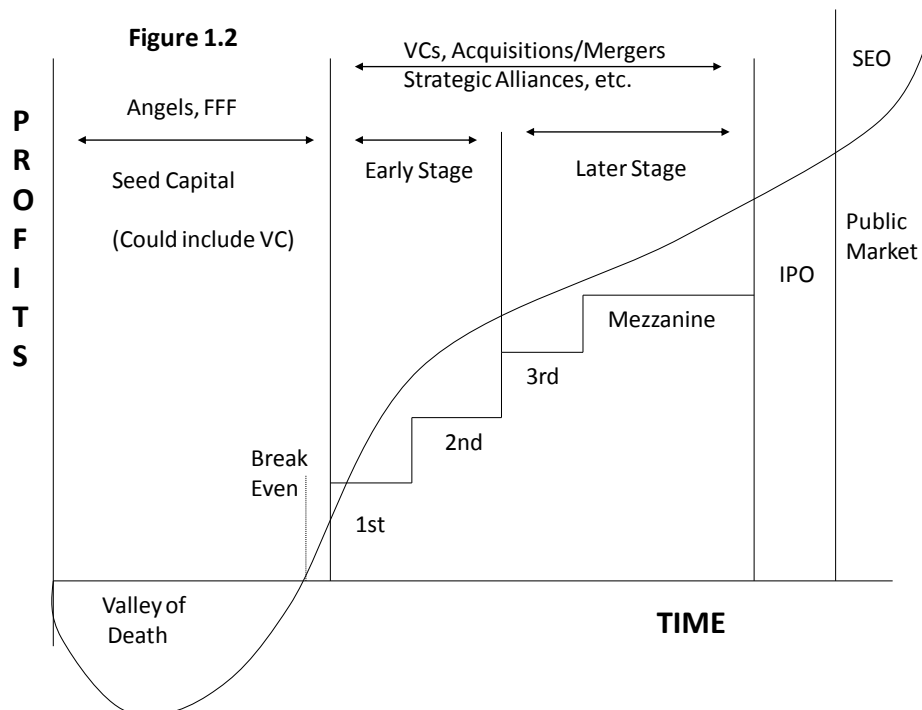 Figure 1.2
VCs, Acquisitions/Mergers
Strategic Alliances, etc.
SEO
PROFITS
Angels, FFF
Early Stage
Later Stage
Seed Capital
(Could include VC)
Public
Market
IPO
Mezzanine
3rd
2nd
Break
Even
1st
Valley of
Death
TIME